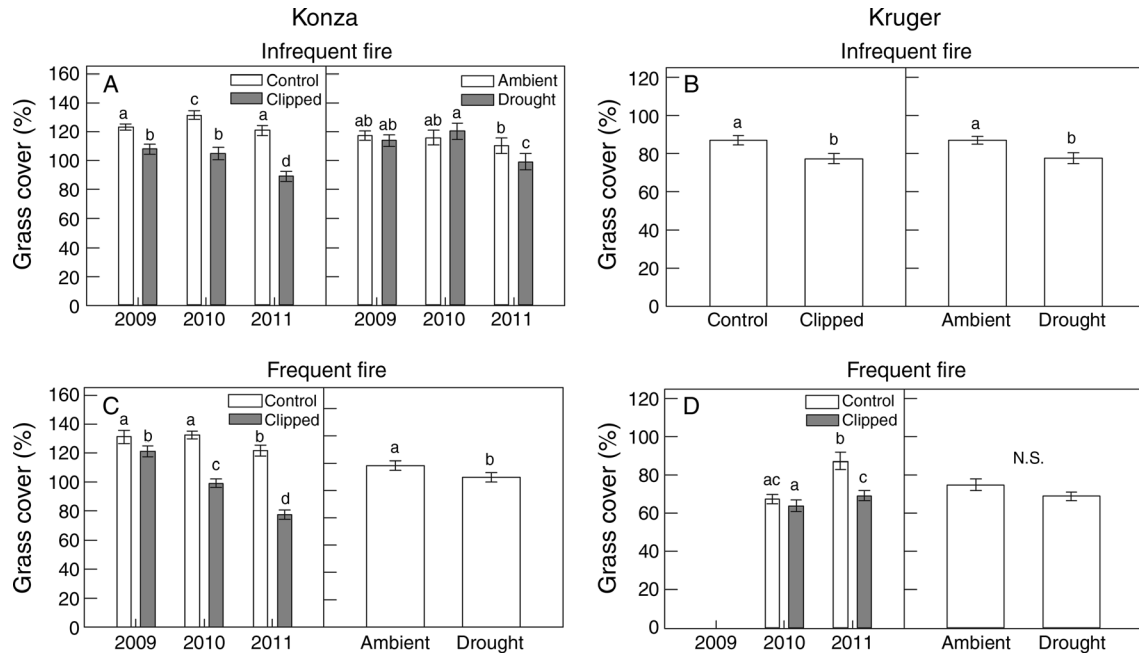 Konza
Kruger
Infrequent fire
Infrequent fire
A
Control
Clipped
Ambient
Drought
B
Grass cover (%)
160
140
120
100
80
60
40
20
0
a
b
c
b
a
d
ab
ab
ab
a
b
c
2009
2010
2011
2009
2010
2011
Grass cover (%)
120
100
80
60
40
20
0
a
b
a
b
Control
Clipped
Ambient
Drought
Frequent fire
Frequent fire
C
Control
Clipped
Grass cover (%)
160
140
120
100
80
60
40
20
0
a
b
a
c
b
d
a
b
2009
2010
2011
Ambient
Drought
D
Control
Clipped
Grass cover (%)
120
100
80
60
40
20
0
ac
a
b
c
N.S.
2009
2010
2011
Ambient
Drought